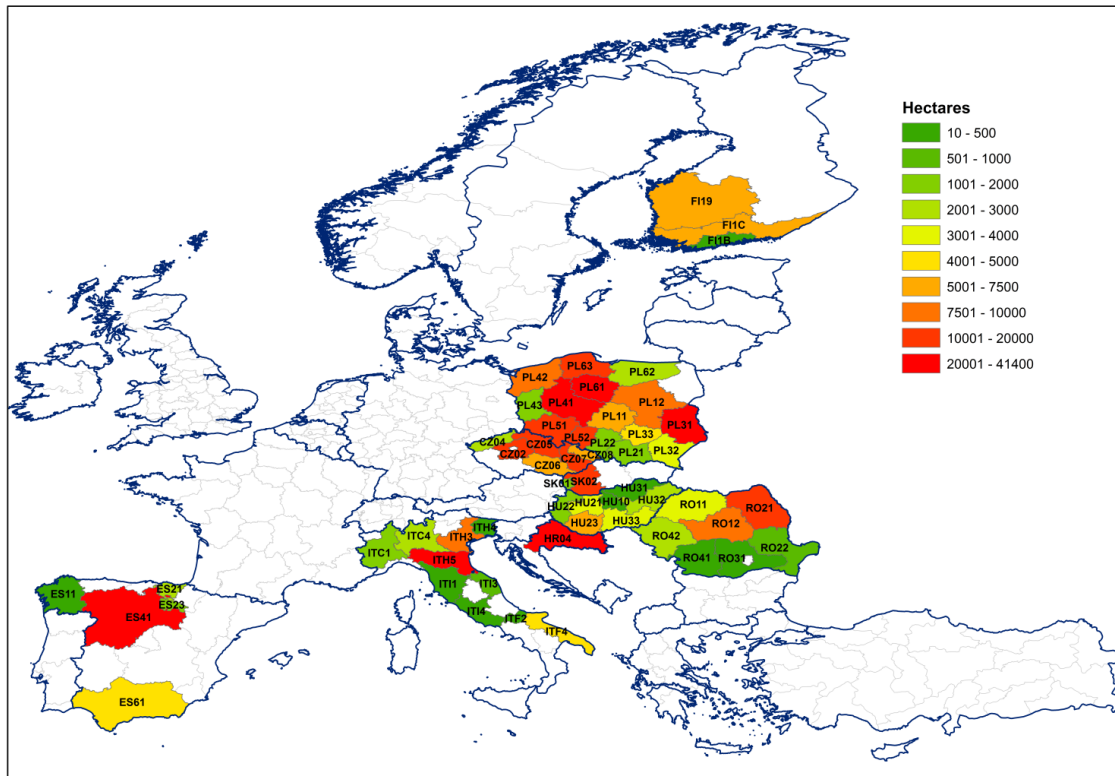 Hectares
10 - 500
501 - 1000
1001 - 2000
2001 - 3000
3001 - 4000
4001 - 5000
5001 - 7500
7501 - 10000
10001 - 20000
20001 - 41400
FI19
FI1C
FI1B
PL63
PL62
PL42
PL61
PL43
PL41
PL12
PL11
PL31
PL51
PL33
PL52
CZ04
CZ05
PL22
PL21
PL32
CZ02
CZ07
CZ08
CZ06
SK01
SK02
HU31
HU22
HU21
HU10
HU32
RO11
RO21
HU23
HU33
RO12
ITH4
ITC4
ITH3
HR04
RO42
ITC1
ITH5
RO22
RO41
RO31
ITI1
ITI3
ES21
ES11
ES23
ITI4
ITF2
ES41
ITF4
ES61